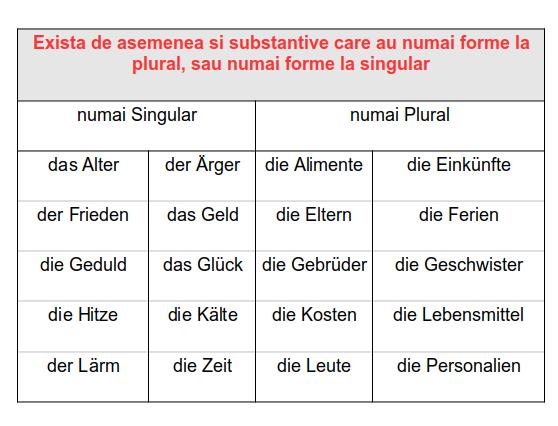 Exista de asemenea si substantive care au numai forme la
plural, sau numai forme la singular
numai Singular numai Plural
das Alter der Ärger die Alimente die Einkünfte
der Frieden das Geld die Eltern die Ferien
die Geduld das Glück die Gebrüder die Geschwister
die Hitze die Kälte die Kosten die Lebensmittel
der Lärm die Zeit die Leute die Personalien